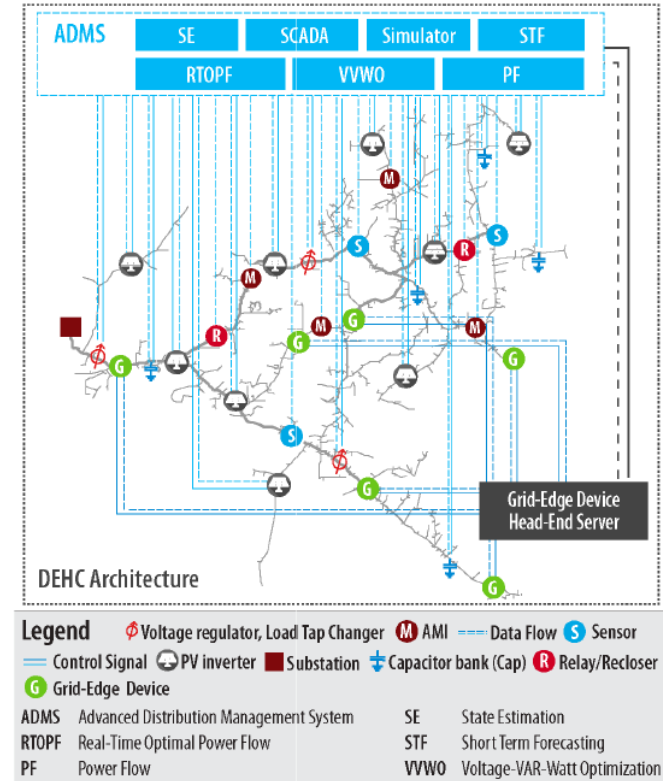 ADMS SE SCADA Simulator STF
RTOPF VVWO PF
M
S S
R
M
G M M
R
G G
G
S
G
Grid-Edge Device
Head-End Server
G
DEHC Architecture
Legend Voltage regulator, Load Tap Changer M AMI Data Flow S Sensor
Control Signal PV inverter Substation Capacitor bank (Cap) R Relay/Recloser
G Grid-Edge Device
ADMS Advanced Distribution Management System SE State Estimation
RTOPF Real-Time Optimal Power Flow STF Short Term Forecasting
PF Power Flow VVWO Voltage-VAR-Watt Optimization